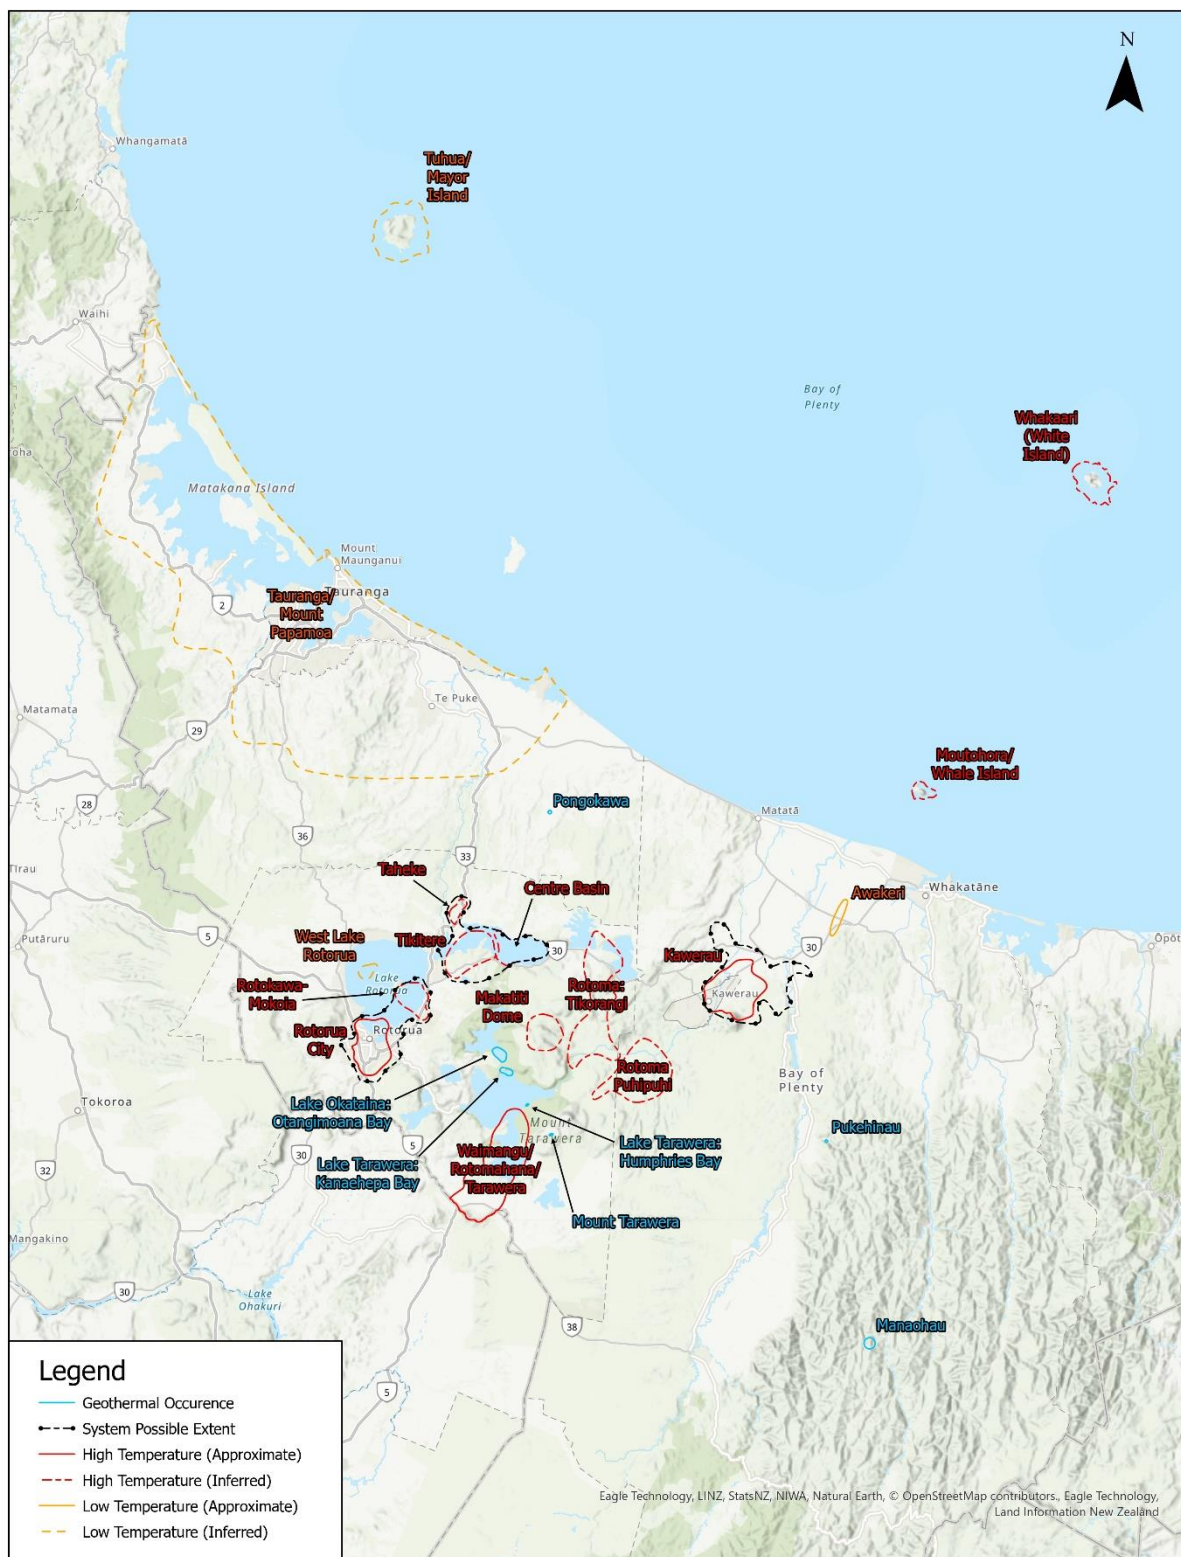 N
Whangamatā
Tuhua/
Mayor
Island
Waihi
Bay of
Plenty
Whakaari
(White
Island)
Matakana Island
Mount
Maunganui
Tauranga
Tauranga/
Mount
Papamoa
2
Te Puke
Matamata
29
Moutohora/
Whale Island
28
Pongokawa
Matatā
36
33
Tirau
Taheke
Centre Basin
Awakeri
Whakatāne
Putāruru
5
West Lake
Rotorua
Tikitere
30
Kawerau
30
Lake
Rotorua
Rotokawa-
Mokoia
Makatiti
Dome
Rotoma:
Tikorangi
Kawerau
Rotorua
City
Rotorua
Rotoma
Puhipuhi
Bay of
Plenty
Tokoroa
Lake Okataina:
Otangimoana Bay
Mount
Tarawera
Pukehinau
5
30
32
Lake Tarawera:
Kanaehepa Bay
Waimangu/
Rotomahana/
Tarawera
Lake Tarawera:
Humphries Bay
Mount Tarawera
Mangakino
30
Lake
Ohakuri
38
Manaohau
5
Legend
Geothermal Occurence
System Possible Extent
High Temperature (Approximate)
High Temperature (Inferred)
Low Temperature (Approximate)
Low Temperature (Inferred)
Eagle Technology, LINZ, StatsNZ, NIWA, Natural Earth, © OpenStreetMap contributors., Eagle Technology,
Land Information New Zealand